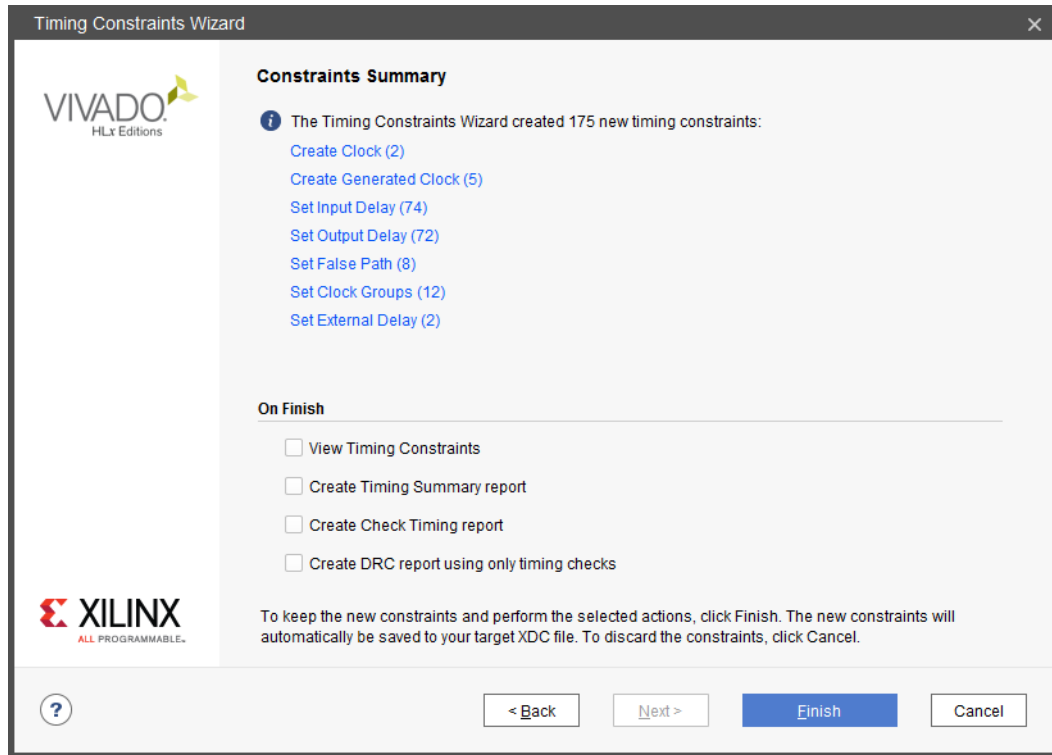 Timing Constraints Wizard
VIVADO.
HLx Editions
Constraints Summary
The Timing Constraints Wizard created 175 new timing constraints:
Create Clock (2)
Create Generated Clock (5)
Set Input Delay (74)
Set Output Delay (72)
Set False Path (8)
Set Clock Groups (12)
Set External Delay (2)
On Finish
View Timing Constraints
Create Timing Summary report
Create Check Timing report
Create DRC report using only timing checks
XILINX
ALL PROGRAMMABLE™
To keep the new constraints and perform the selected actions, click Finish. The new constraints will
automatically be saved to your target XDC file. To discard the constraints, click Cancel.
?
< Back
Next >
Finish
Cancel